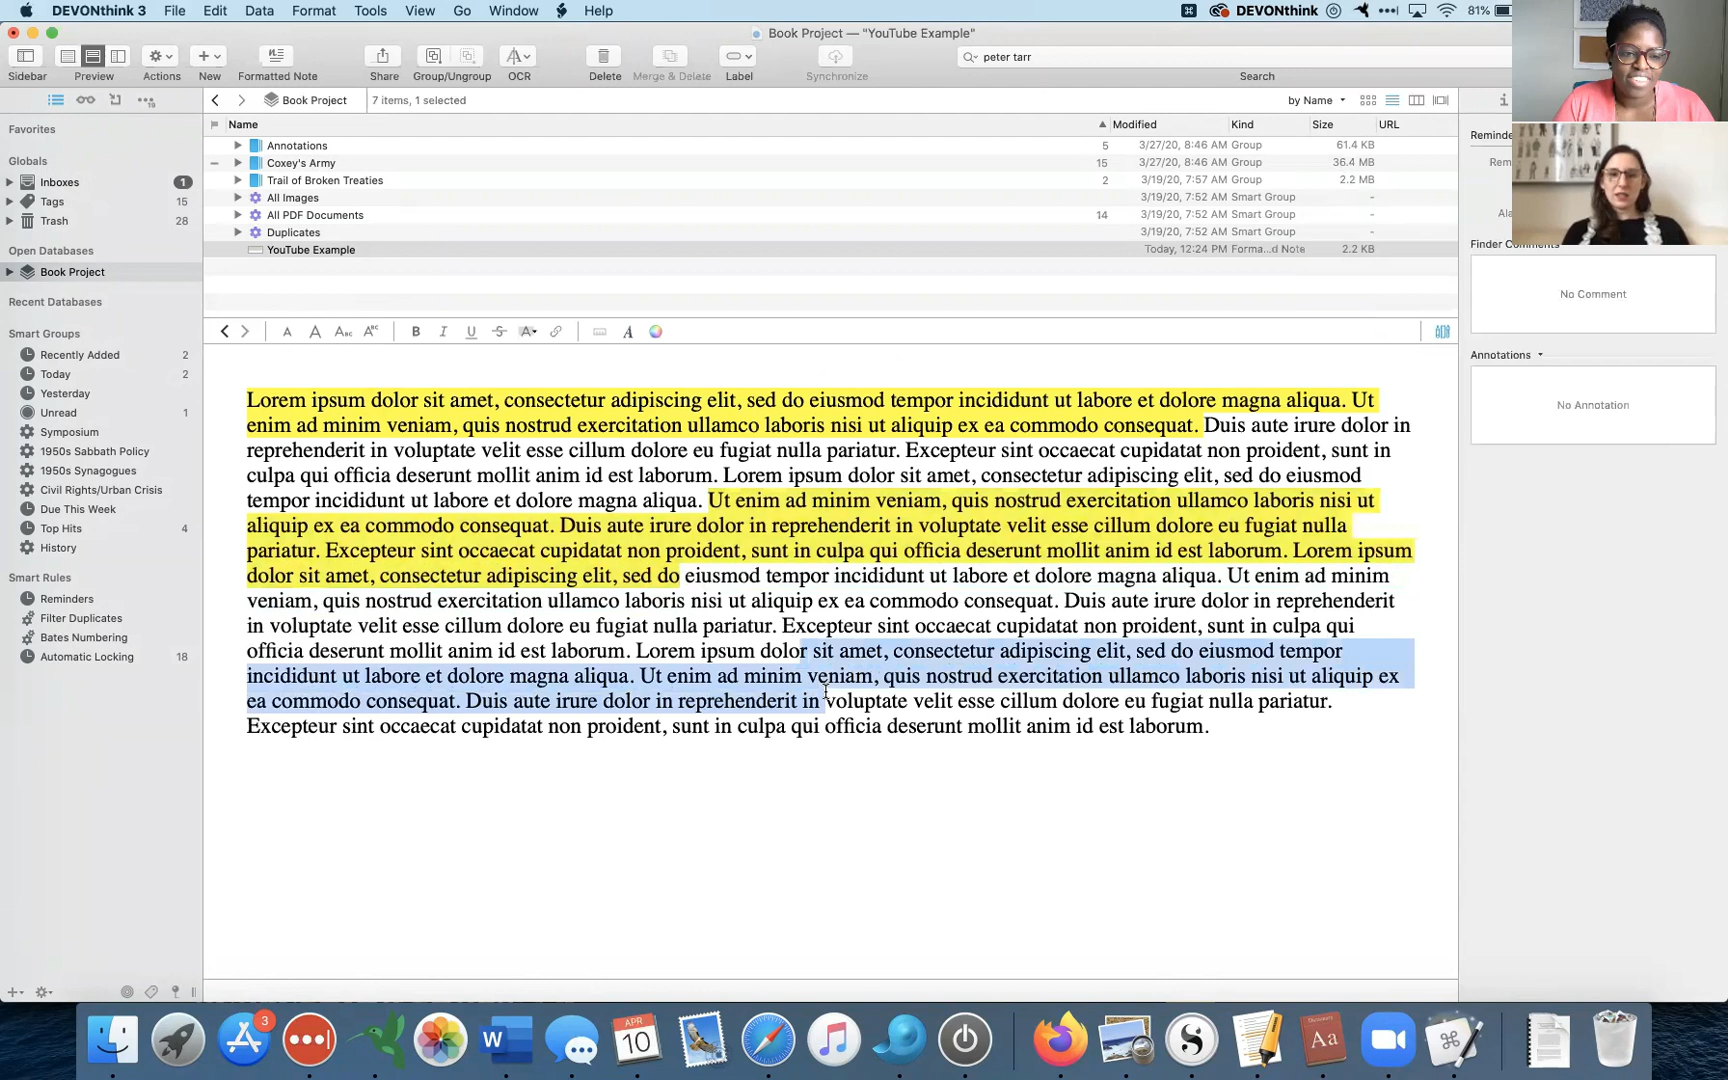 DEVONthink 3 File Edit Data Format Tools View Go Window Help DEVONthink 81%
Book Project — "YouTube Example"
peter tarr
Sidebar Preview Actions New Formatted Note Share Group/Ungroup OCR Delete Merge & Delete Label Synchronize Search
19
Book Project 7 items, 1 selected by Name
Name Modified Kind Size URL
Annotations 5 3/27/20, 8:46 AM Group 61.4 KB
Coxey's Army 15 3/27/20, 8:46 AM Group 36.4 MB
Trail of Broken Treaties 2 3/19/20, 7:57 AM Group 2.2 MB
All Images 3/19/20, 7:52 AM Smart Group -
All PDF Documents 14 3/19/20, 7:52 AM Smart Group -
Duplicates 3/19/20, 7:52 AM Smart Group -
YouTube Example Today, 12:24 PM Forma...d Note 2.2 KB
Favorites
Globals
Inboxes 1
Tags 15
Trash 28
Open Databases
Book Project
Recent Databases
Smart Groups
Recently Added 2
Today 2
Yesterday
Unread 1
Symposium
1950s Sabbath Policy
1950s Synagogues
Civil Rights/Urban Crisis
Due This Week
Top Hits 4
History
Smart Rules
Reminders
Filter Duplicates
Bates Numbering
Automatic Locking 18
Lorem ipsum dolor sit amet, consectetur adipiscing elit, sed do eiusmod tempor incididunt ut labore et dolore magna aliqua. Ut
enim ad minim veniam, quis nostrud exercitation ullamco laboris nisi ut aliquip ex ea commodo consequat. Duis aute irure dolor in
reprehenderit in voluptate velit esse cillum dolore eu fugiat nulla pariatur. Excepteur sint occaecat cupidatat non proident, sunt in
culpa qui officia deserunt mollit anim id est laborum. Lorem ipsum dolor sit amet, consectetur adipiscing elit, sed do eiusmod
tempor incididunt ut labore et dolore magna aliqua. Ut enim ad minim veniam, quis nostrud exercitation ullamco laboris nisi ut
aliquip ex ea commodo consequat. Duis aute irure dolor in reprehenderit in voluptate velit esse cillum dolore eu fugiat nulla
pariatur. Excepteur sint occaecat cupidatat non proident, sunt in culpa qui officia deserunt mollit anim id est laborum. Lorem ipsum
dolor sit amet, consectetur adipiscing elit, sed do eiusmod tempor incididunt ut labore et dolore magna aliqua. Ut enim ad minim
veniam, quis nostrud exercitation ullamco laboris nisi ut aliquip ex ea commodo consequat. Duis aute irure dolor in reprehenderit
in voluptate velit esse cillum dolore eu fugiat nulla pariatur. Excepteur sint occaecat cupidatat non proident, sunt in culpa qui
officia deserunt mollit anim id est laborum. Lorem ipsum dolor sit amet, consectetur adipiscing elit, sed do eiusmod tempor
incididunt ut labore et dolore magna aliqua. Ut enim ad minim veniam, quis nostrud exercitation ullamco laboris nisi ut aliquip ex
ea commodo consequat. Duis aute irure dolor in reprehenderit in voluptate velit esse cillum dolore eu fugiat nulla pariatur.
Excepteur sint occaecat cupidatat non proident, sunt in culpa qui officia deserunt mollit anim id est laborum.
Finder Comments
No Comment
Annotations
No Annotation
3
W
APR
10
S
Aa